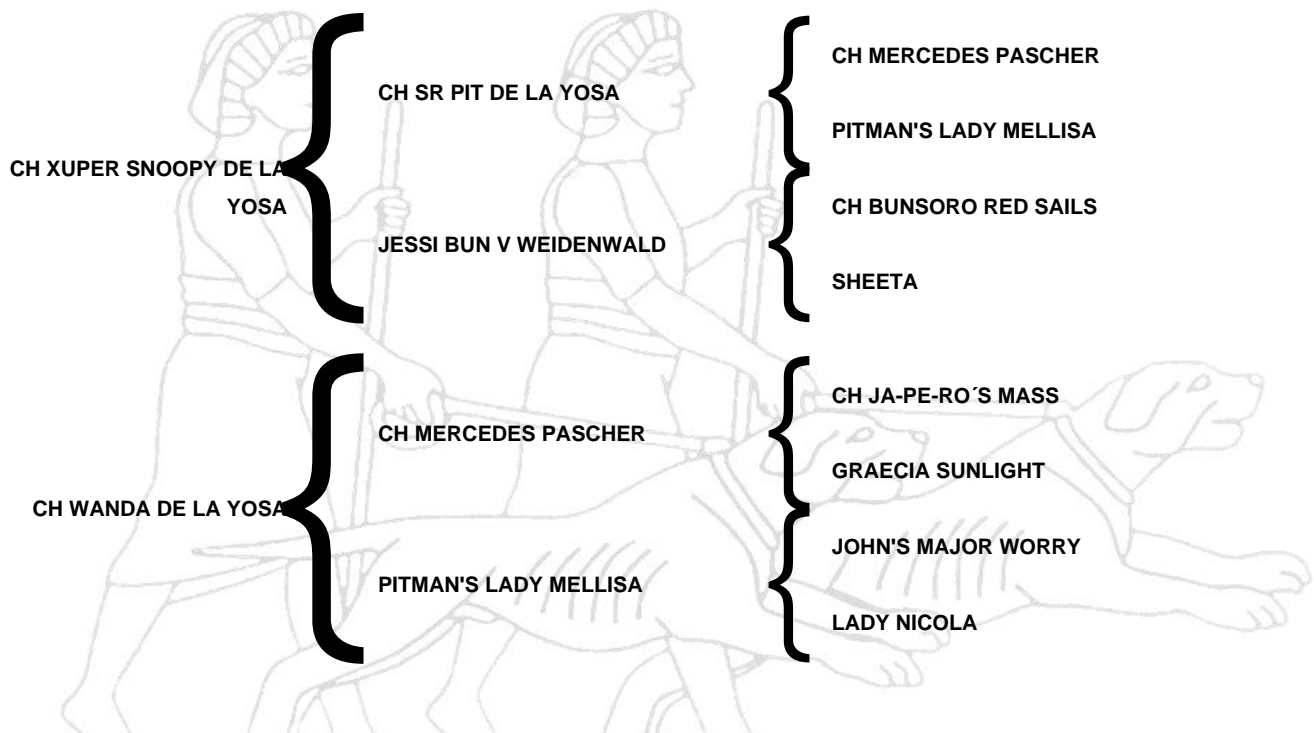 CH MERCEDES PASCHER
CH SR PIT DE LA YOSA
PITMAN'S LADY MELLISA
CH XUPER SNOOPY DE LA
YOSA
CH BUNSORO RED SAILS
JESSI BUN V WEIDENWALD
SHEETA
CH JA-PE-RO´S MASS
CH MERCEDES PASCHER
GRAECIA SUNLIGHT
CH WANDA DE LA YOSA
JOHN'S MAJOR WORRY
PITMAN'S LADY MELLISA
LADY NICOLA